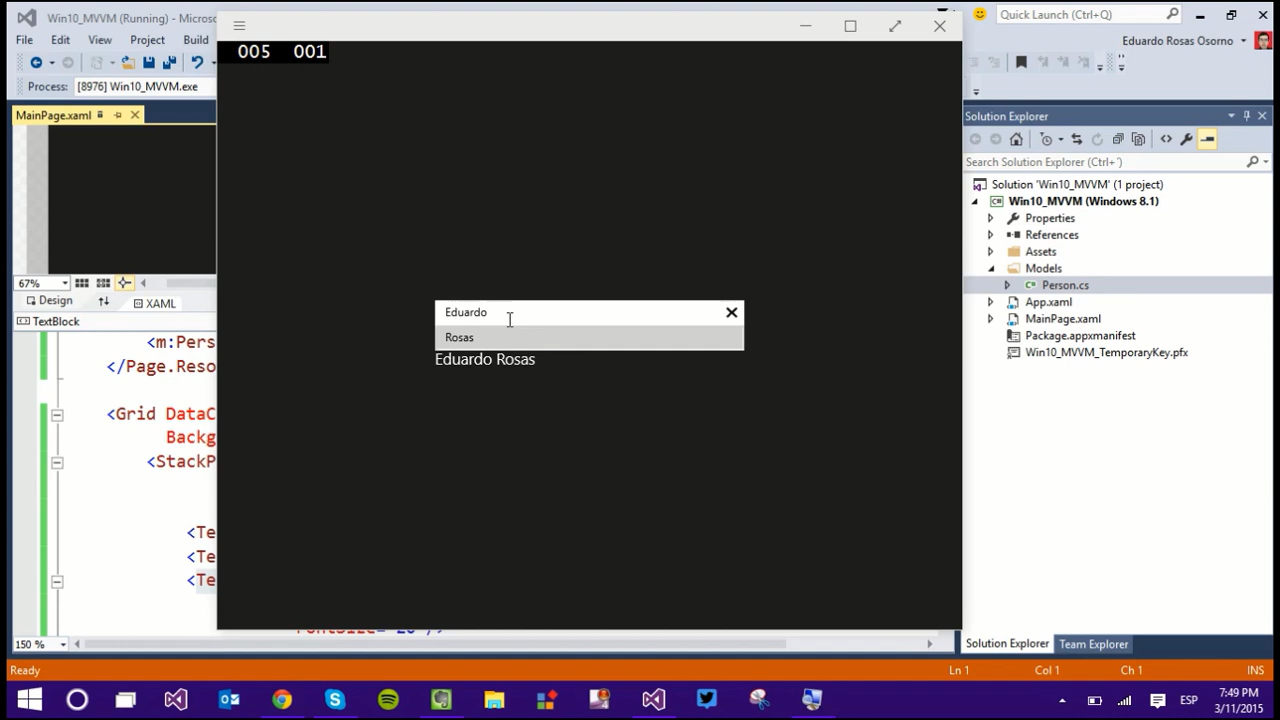 Win10_MVVM (Running) - Microsо
Quick Launch (Ctrl+Q)
File Edit View Project Build
Eduardo Rosas Osorno
Process: [8976] Win10_MVVM.exe
005 001
MainPage.xaml
Solution Explorer
Search Solution Explorer (Ctrl+´)
Solution 'Win10_MVVM' (1 project)
Win10_MVVM (Windows 8.1)
Properties
References
Assets
Models
Person.cs
App.xaml
MainPage.xaml
Package.appxmanifest
Win10_MVVM_TemporaryKey.pfx
67%
Design XAML
TextBlock
Eduardo
Rosas
Eduardo Rosas
<m:Pers
</Page.Reso
<Grid DataC
Backg
<StackP
<Te
<Te
<Te
150 %
Solution Explorer Team Explorer
Ready Ln 1 Col 1 Ch 1 INS
ESP 7:49 PM
3/11/2015